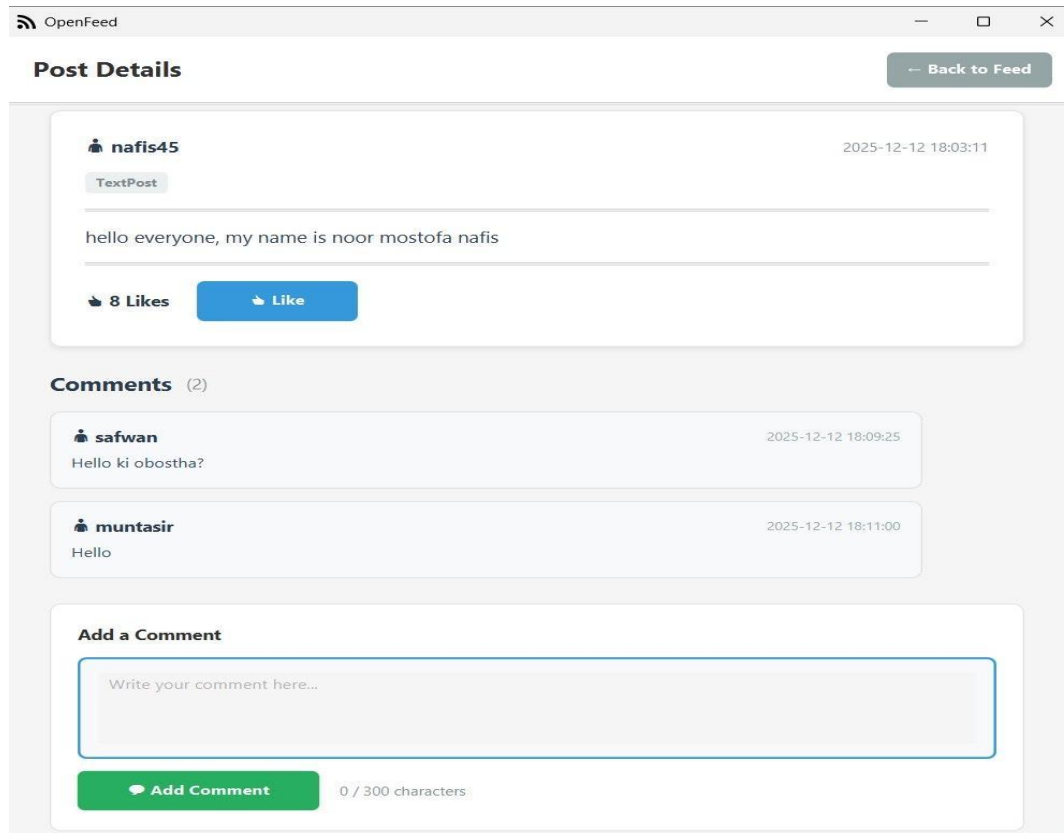 OpenFeed
Post Details
← Back to Feed
nafis45
2025-12-12 18:03:11
TextPost
hello everyone, my name is noor mostofa nafis
8 Likes
Like
Comments (2)
safwan
2025-12-12 18:09:25
Hello ki obostha?
muntasir
2025-12-12 18:11:00
Hello
Add a Comment
Write your comment here...
Add Comment
0 / 300 characters